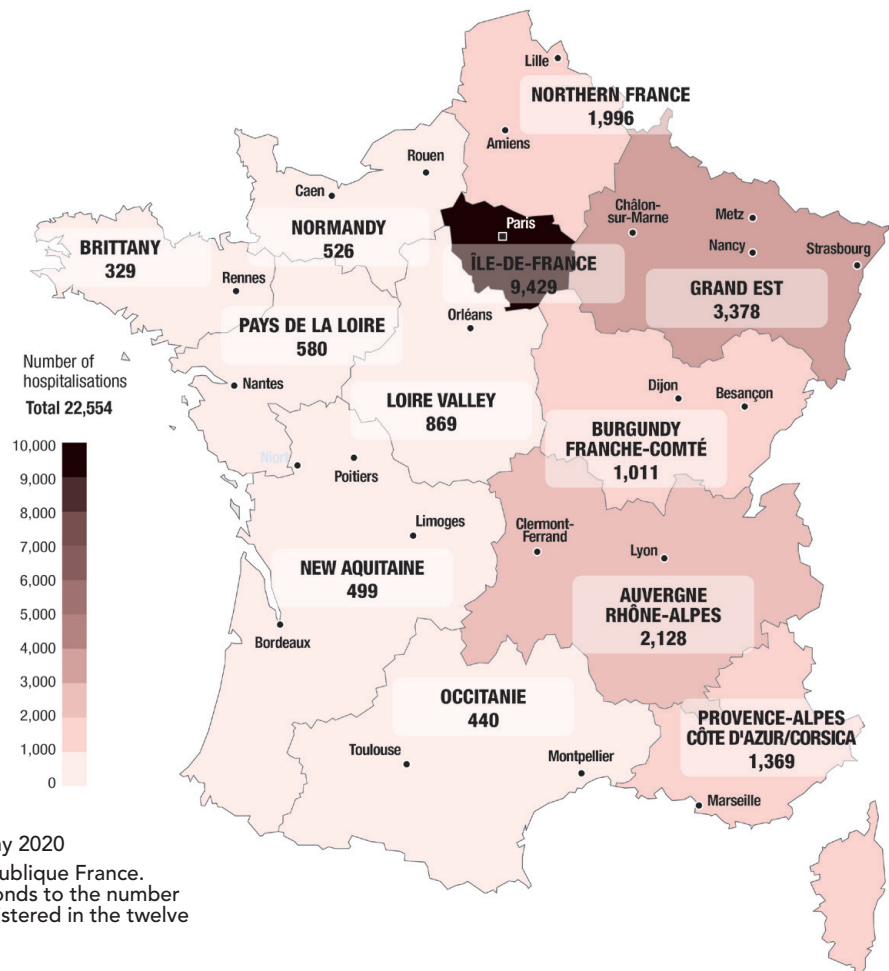 Lille
NORTHERN FRANCE
1,996
Amiens
Rouen
Caen
NORMANDY
526
BRITTANY
329
Rennes
Paris
ÎLE-DE-FRANCE
9,429
Châlon-
sur-Marne
Metz
Nancy
Strasbourg
GRAND EST
3,378
PAYS DE LA LOIRE
580
Orléans
Nantes
LOIRE VALLEY
869
Dijon
Besançon
BURGUNDY
FRANCHE-COMTÉ
1,011
Niort
Poitiers
Limoges
NEW AQUITAINE
499
Bordeaux
Clermont-
Ferrand
Lyon
AUVERGNE
RHÔNE-ALPES
2,128
OCCITANIE
440
Toulouse
Montpellier
PROVENCE-ALPES
CÔTE D'AZUR/CORSICA
1,369
Marseille
Number of
hospitalisations
Total 22,554
10,000
9,000
8,000
7,000
6,000
5,000
4,000
3,000
2,000
1,000
0
y 2020
ublique France.
onds to the number
istered in the twelve